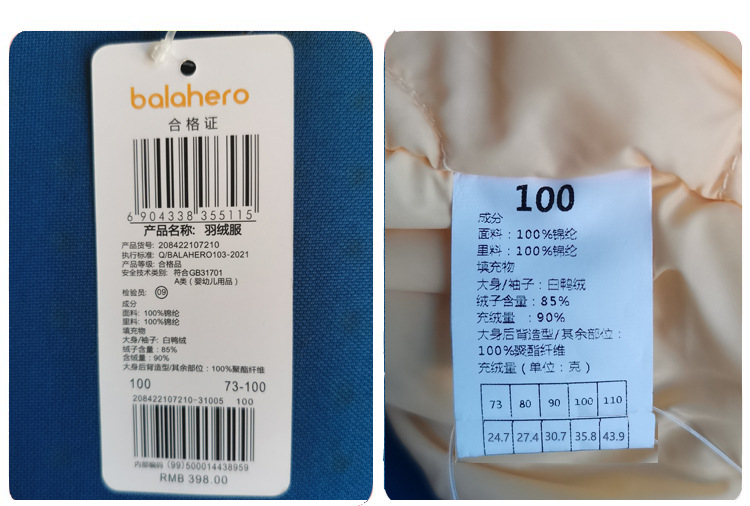 balahero
合格证
6 904338 355115
产品名称: 羽绒服
产品货号: 208422107210
执行标准: Q/BALAHERO103-2021
产品等级: 合格品
安全技术类别: 符合GB31701
A类 (婴幼儿用品)
检验员: 09
成分
面料: 100%锦纶
里料: 100%锦纶
填充物
大身/袖子: 白鸭绒
绒子含量: 85%
含绒量: 90%
大身后背造型/其余部位: 100%聚酯纤维
100 73-100
208422107210-31005 100
内部编码 (99)500014438959
RMB 398.00
100
成分
面料: 100%锦纶
里料: 100%锦纶
填充物
大身/袖子: 白鸭绒
绒子含量: 85%
充绒量 : 90%
大身后背造型/其余部位:
100%聚酯纤维
充绒量 (单位: 克)
73 80 90 100 110
24.7 27.4 30.7 35.8 43.9